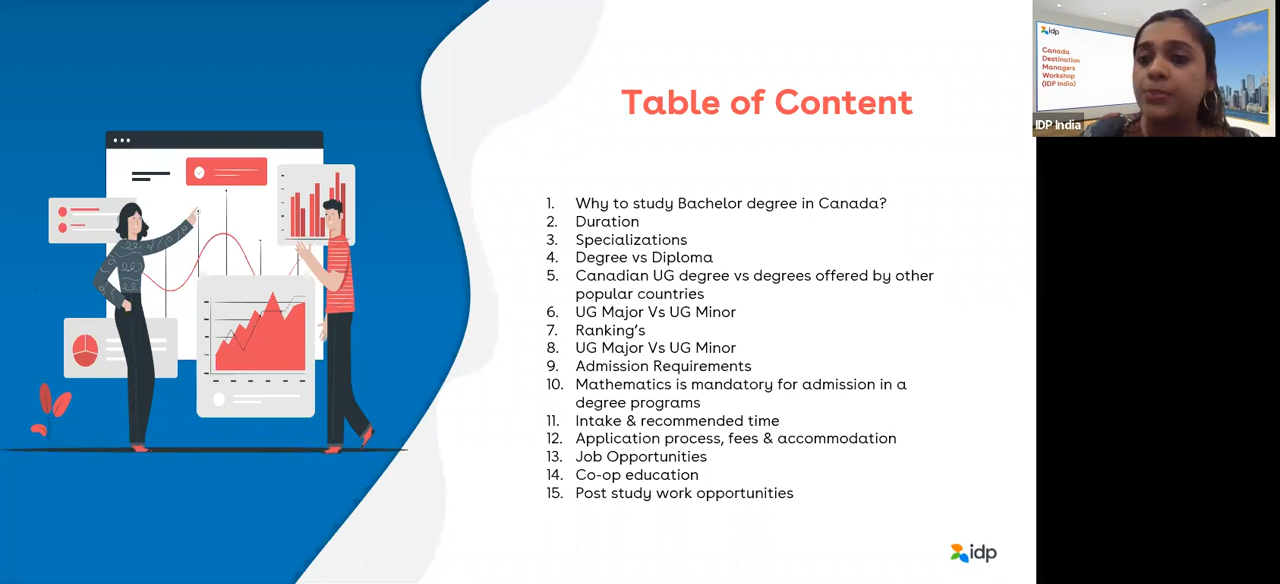 Table of Content
1. Why to study Bachelor degree in Canada?
2. Duration
3. Specializations
4. Degree vs Diploma
5. Canadian UG degree vs degrees offered by other
popular countries
6. UG Major Vs UG Minor
7. Ranking's
8. UG Major Vs UG Minor
9. Admission Requirements
10. Mathematics is mandatory for admission in a
degree programs
11. Intake & recommended time
12. Application process, fees & accommodation
13. Job Opportunities
14. Co-op education
15. Post study work opportunities
idp
idp
Canada
Destination
Managers
Workshop
(IDP India)
IDP India